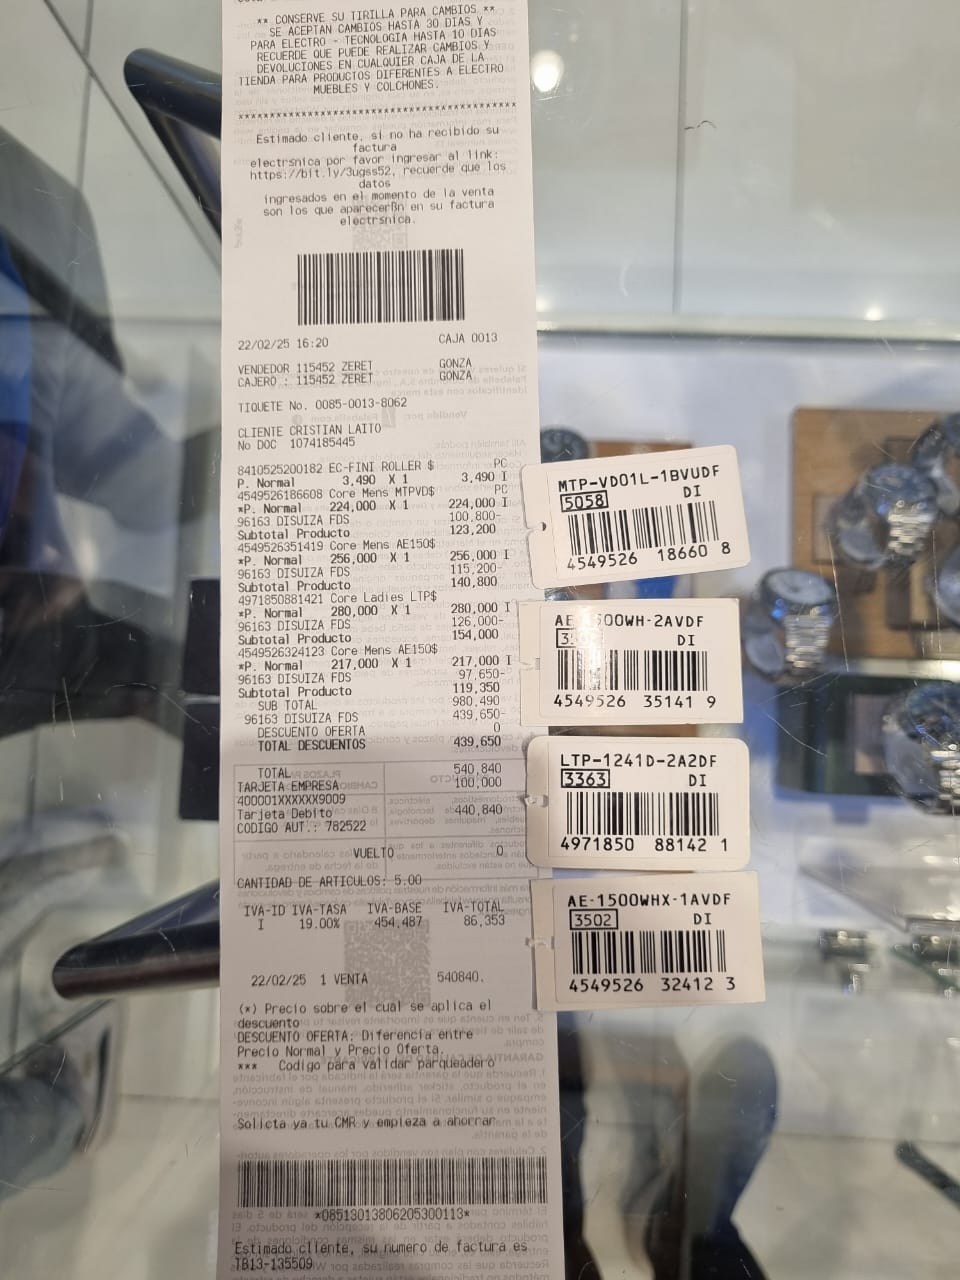 ** CONSERVE SU TIRILLA PARA CAMBIOS **
SE ACEPTAN CAMBIOS HASTA 30 DIAS Y
PARA ELECTRO - TECNOLOGIA HASTA 10 DIAS
RECUERDE QUE PUEDE REALIZAR CAMBIOS Y
DEVOLUCIONES EN CUALQUIER CAJA DE LA
TIENDA PARA PRODUCTOS DIFERENTES A ELECTRO
MUEBLES Y COLCHONES.
****************************************
Estimado cliente, si no ha recibido su
factura
electrsnica por favor ingresar al link:
https://bit.ly/3ugss52, recuerde que los
datos
ingresados en el momento de la venta
son los que aparecerßn en su factura
electrsnica.
22/02/25 16:20 CAJA 0013
VENDEDOR 115452 ZERET GONZA
CAJERO : 115452 ZERET GONZA
TIQUETE No. 0085-0013-8062
CLIENTE CRISTIAN LAITO
No DOC 1074185445
8410525200182 EC-FINI ROLLER $ PC
P. Normal 3,490 X 1 3,490 I
4549526186608 Core Mens MTPVD$ PC
*P. Normal 224,000 X 1 224,000 I
96163 DISUIZA FDS 100,800-
Subtotal Producto 123,200
4549526351419 Core Mens AE150$
*P. Normal 256,000 X 1 256,000 I
96163 DISUIZA FDS 115,200-
Subtotal Producto 140,800
4971850881421 Core Ladies LTP$
*P. Normal 280,000 X 1 280,000 I
96163 DISUIZA FDS 126,000-
Subtotal Producto 154,000
4549526324123 Core Mens AE150$
*P. Normal 217,000 X 1 217,000 I
96163 DISUIZA FDS 97,650-
Subtotal Producto 119,350
SUB TOTAL 980,490
96163 DISUIZA FDS 439,650-
DESCUENTO OFERTA 0
TOTAL DESCUENTOS 439,650
TOTAL 540,840
TARJETA EMPRESA 100,000
400001XXXXXX9009
Tarjeta Debito 440,840
CODIGO AUT.: 782522
VUELTO 0
CANTIDAD DE ARTICULOS: 5.00
IVA-ID IVA-TASA IVA-BASE IVA-TOTAL
I 19.00% 454,487 86,353
22/02/25 1 VENTA 540840.
(*) Precio sobre el cual se aplica el
descuento
DESCUENTO OFERTA: Diferencia entre
Precio Normal y Precio Oferta.
*** Codigo para validar parqueadero
Solicta ya tu CMR y empieza a ahorrar
*08513013806205300113*
Estimado cliente, su numero de factura es
TB13-135509
MTP-VD01L-1BVUDF
5058 DI
4549526 18660 8
AE-1500WH-2AVDF
DI
4549526 35141 9
LTP-1241D-2A2DF
3363 DI
4971850 88142 1
AE-1500WHX-1AVDF
3502 DI
4549526 32412 3